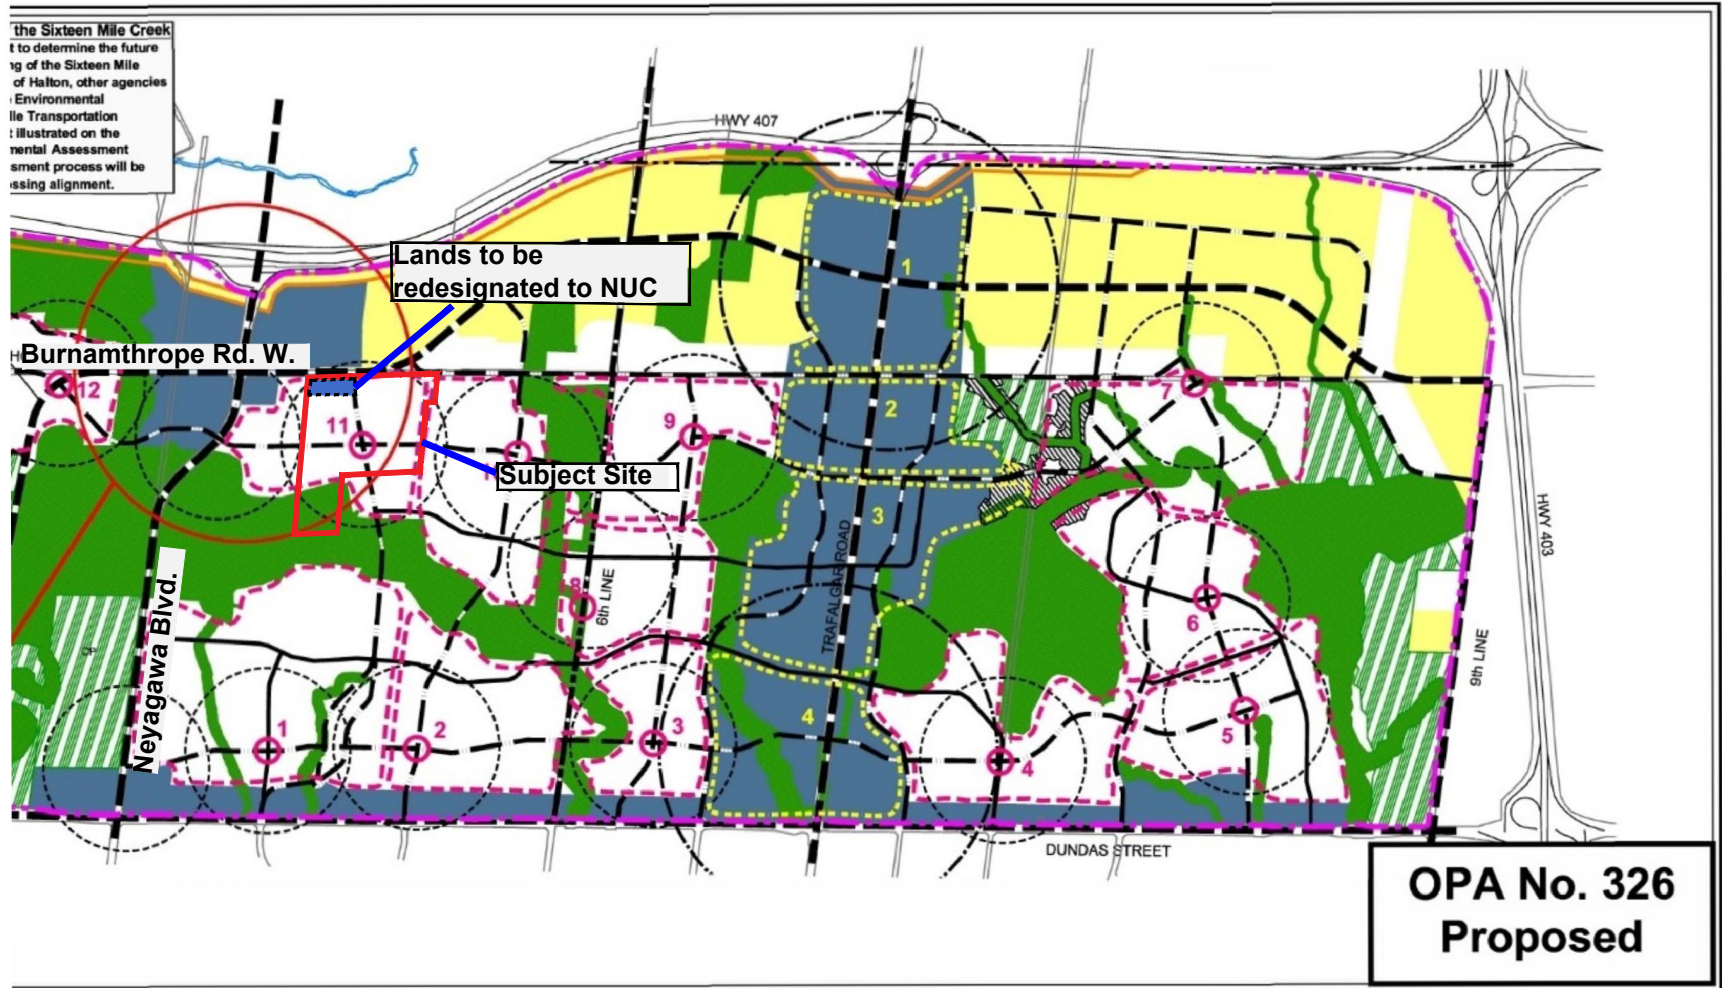 the Sixteen Mile Creek
t to determine the future
ng of the Sixteen Mile
of Halton, other agencies
Environmental
lle Transportation
t illustrated on the
mental Assessment
sment process will be
ossing alignment.
HWY 407
Lands to be
redesignated to NUC
Burnamthrope Rd. W.
1
12
2
7
11
9
Subject Site
3
HWY 403
TRAFALGAR ROAD
8
6th LINE
6
Neyagawa Blvd.
9th LINE
1
2
3
4
5
4
DUNDAS STREET
OPA No. 326
Proposed